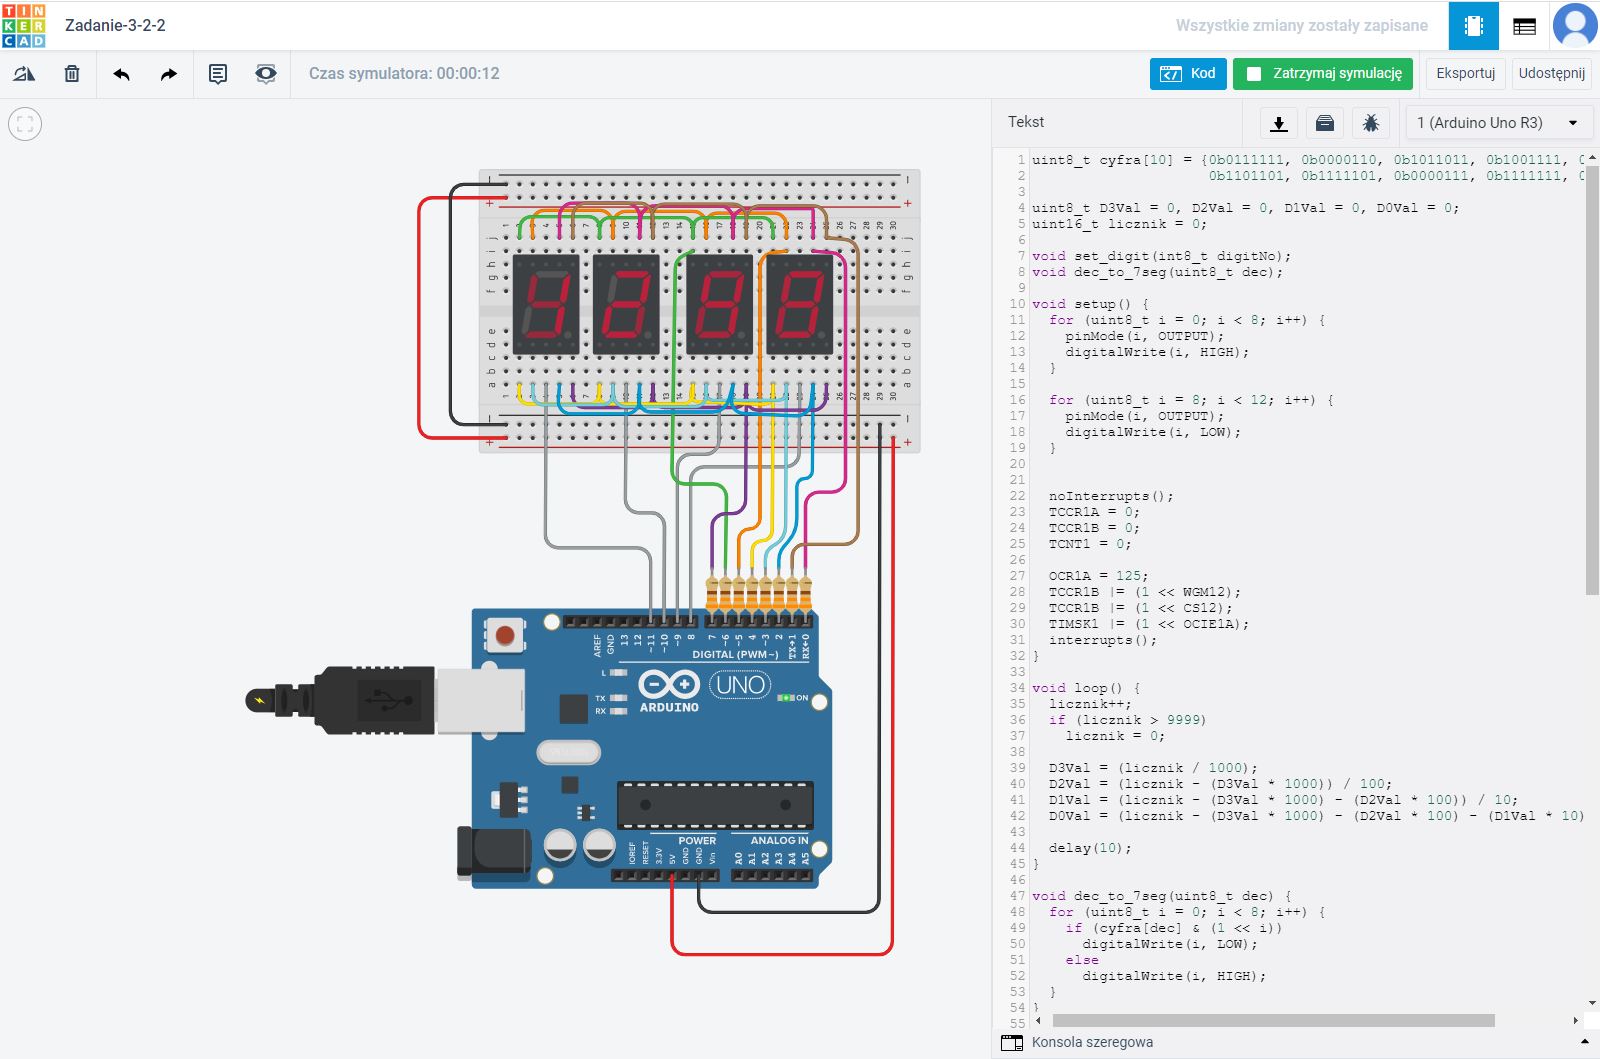 TINKERCAD
Zadanie-3-2-2
Wszystkie zmiany zostały zapisane
Czas symulatora: 00:00:12
Kod
Zatrzymaj symulację
Eksportuj
Udostępnij
Tekst
1 (Arduino Uno R3)
1 uint8_t cyfra[10] = {0b0111111, 0b0000110, 0b1011011, 0b1001111, 0
2 0b1101101, 0b1111101, 0b0000111, 0b1111111, 0
3
4 uint8_t D3Val = 0, D2Val = 0, D1Val = 0, D0Val = 0;
5 uint16_t licznik = 0;
6
7 void set_digit(int8_t digitNo);
8 void dec_to_7seg(uint8_t dec);
9
10 void setup() {
11 for (uint8_t i = 0; i < 8; i++) {
12 pinMode(i, OUTPUT);
13 digitalWrite(i, HIGH);
14 }
15
16 for (uint8_t i = 8; i < 12; i++) {
17 pinMode(i, OUTPUT);
18 digitalWrite(i, LOW);
19 }
20
21
22 noInterrupts();
23 TCCR1A = 0;
24 TCCR1B = 0;
25 TCNT1 = 0;
26
27 OCR1A = 125;
28 TCCR1B |= (1 << WGM12);
29 TCCR1B |= (1 << CS12);
30 TIMSK1 |= (1 << OCIE1A);
31 interrupts();
32 }
33
34 void loop() {
35 licznik++;
36 if (licznik > 9999)
37 licznik = 0;
38
39 D3Val = (licznik / 1000);
40 D2Val = (licznik - (D3Val * 1000)) / 100;
41 D1Val = (licznik - (D3Val * 1000) - (D2Val * 100)) / 10;
42 D0Val = (licznik - (D3Val * 1000) - (D2Val * 100) - (D1Val * 10)
43
44 delay(10);
45 }
46
47 void dec_to_7seg(uint8_t dec) {
48 for (uint8_t i = 0; i < 8; i++) {
49 if (cyfra[dec] & (1 << i))
50 digitalWrite(i, LOW);
51 else
52 digitalWrite(i, HIGH);
53 }
54 }
55
Konsola szeregowa
AREF GND 13 12 ~11 ~10 ~9 8 7 ~6 ~5 4 ~3 2 TX→1 RX←0
DIGITAL (PWM~)
L
TX
RX
UNO
ARDUINO
ON
POWER
ANALOG IN
IOREF RESET 3.3V 5V GND GND Vin A0 A1 A2 A3 A4 A5